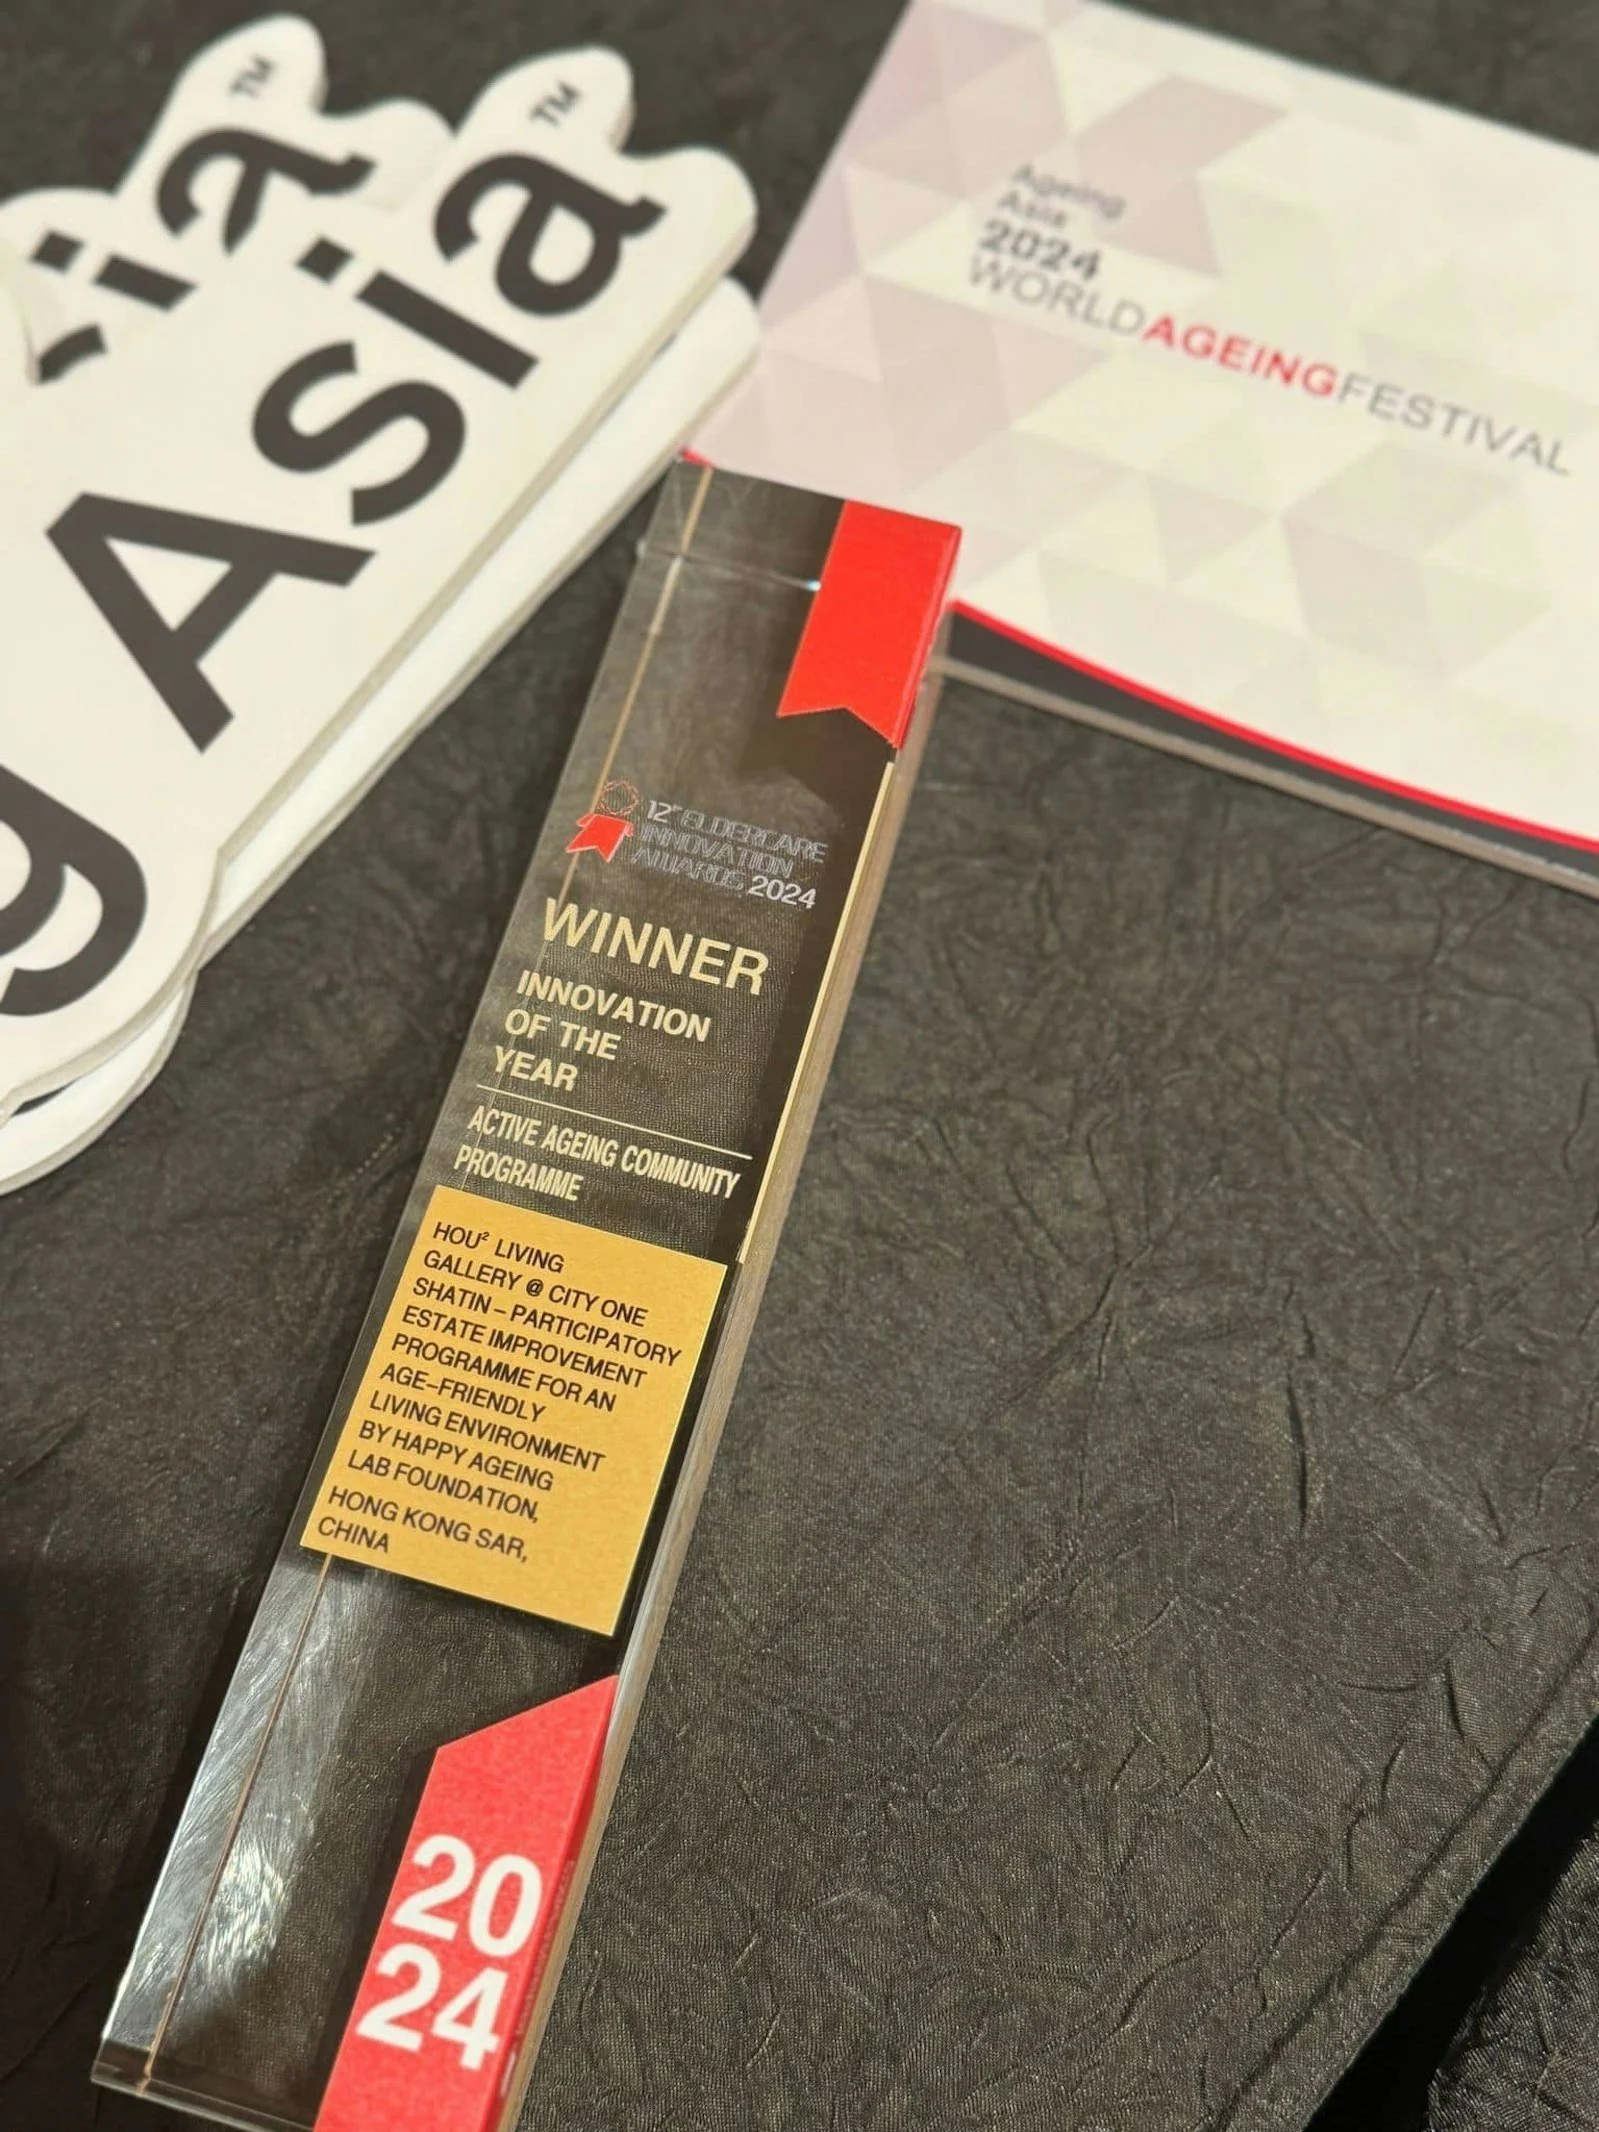 ia™
g Asia™
Ageing
Asia
2024
WORLDAGEINGFESTIVAL
12TH ELDERCARE
INNOVATION
AWARDS 2024
WINNER
INNOVATION
OF THE
YEAR
ACTIVE AGEING COMMUNITY
PROGRAMME
HOU² LIVING
GALLERY @ CITY ONE
SHATIN – PARTICIPATORY
ESTATE IMPROVEMENT
PROGRAMME FOR AN
AGE-FRIENDLY
LIVING ENVIRONMENT
BY HAPPY AGEING
LAB FOUNDATION,
HONG KONG SAR,
CHINA
20
24